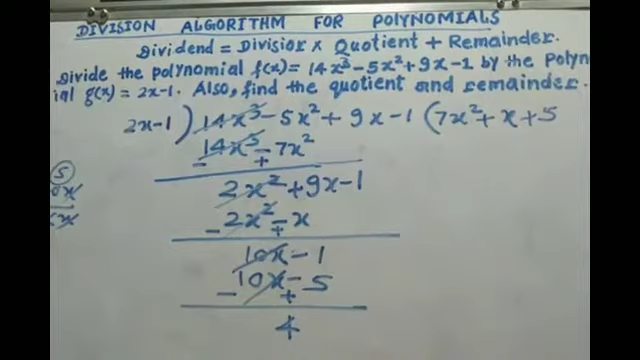 DIVISION ALGORITHM FOR POLYNOMIALS
Dividend = Divisior × Quotient + Remainder.
Divide the polynomial f(x) = 14x³ - 5x² + 9x - 1 by the polyn
ial g(x) = 2x-1. Also, find the quotient and remainder.
2x-1 ) 14x³ - 5x² + 9x - 1 ( 7x² + x + 5
14x³ - 7x²
- +
2x² + 9x - 1
2x² - x
- +
10x - 1
10x - 5
- +
4
5